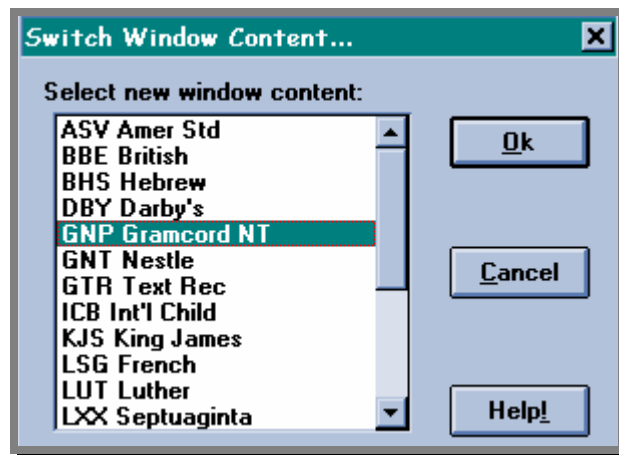 Switch Window Content...
Select new window content:
ASV Amer Std
BBE British
BHS Hebrew
DBY Darby's
GNP Gramcord NT
GNT Nestle
GTR Text Rec
ICB Int'l Child
KJS King James
LSG French
LUT Luther
LXX Septuaginta
Ok
Cancel
Help!